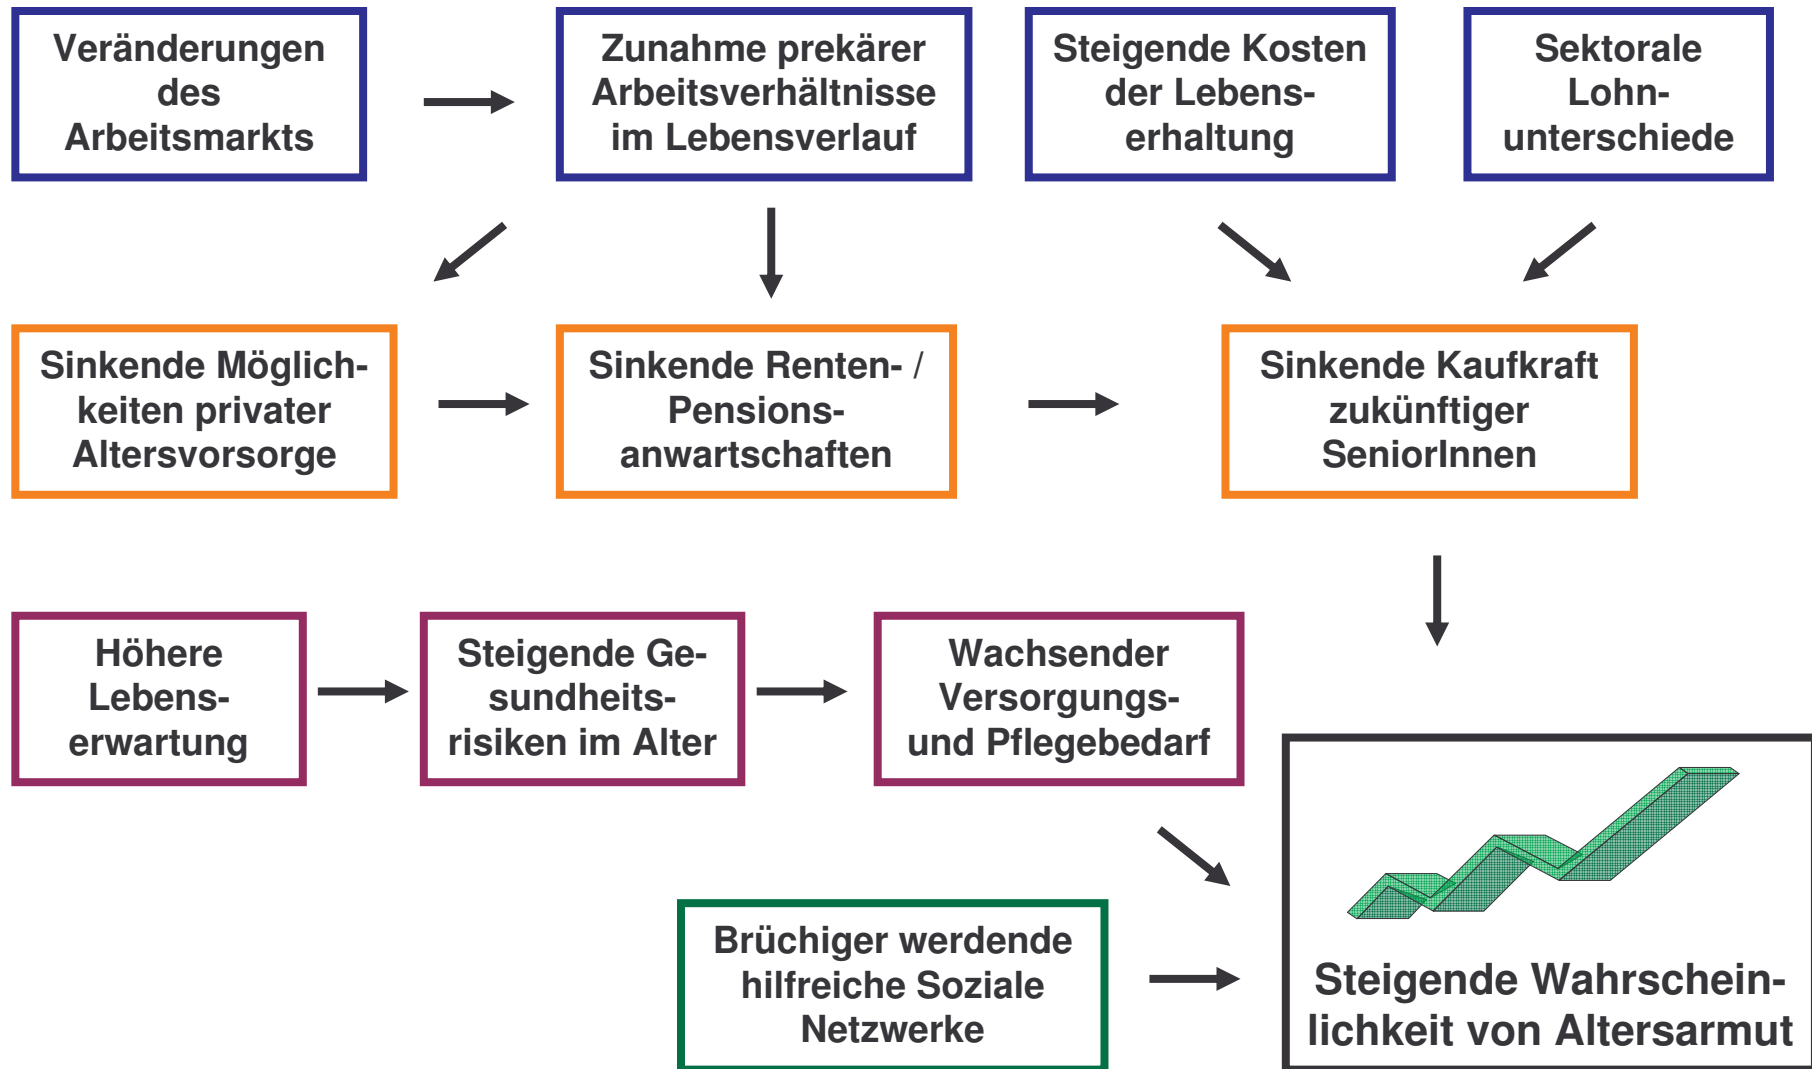 Veränderungen
des
Arbeitsmarkts
Zunahme prekärer
Arbeitsverhältnisse
im Lebensverlauf
Steigende Kosten
der Lebens-
erhaltung
Sektorale
Lohn-
unterschiede
Sinkende Möglich-
keiten privater
Altersvorsorge
Sinkende Renten- /
Pensions-
anwartschaften
Sinkende Kaufkraft
zukünftiger
SeniorInnen
Höhere
Lebens-
erwartung
Steigende Ge-
sundheits-
risiken im Alter
Wachsender
Versorgungs-
und Pflegebedarf
Brüchiger werdende
hilfreiche Soziale
Netzwerke
Steigende Wahrschein-
lichkeit von Altersarmut